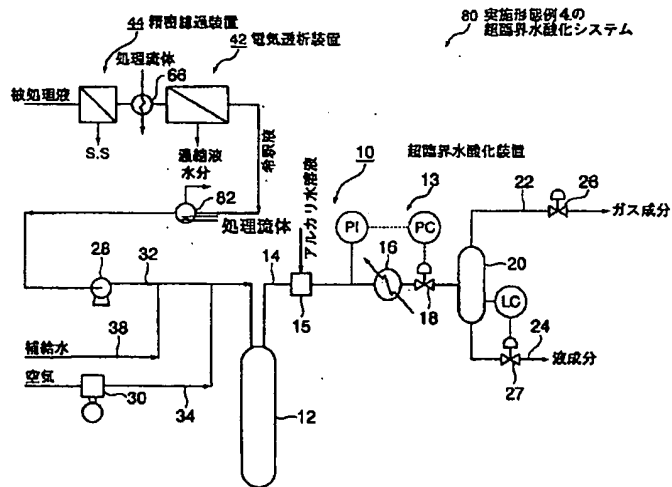 44 精密濾過装置
処理流体
66
42 電気透析装置
80 実施形態例4の
超臨界水酸化システム
被処理液
S.S
濃縮液
水分
希釈液
82
処理流体
アルカリ水溶液
10
超臨界水酸化装置
13
22
26
ガス成分
PI
PC
28
32
14
16
20
LC
15
18
24
液成分
27
補給水
38
空気
30
34
12